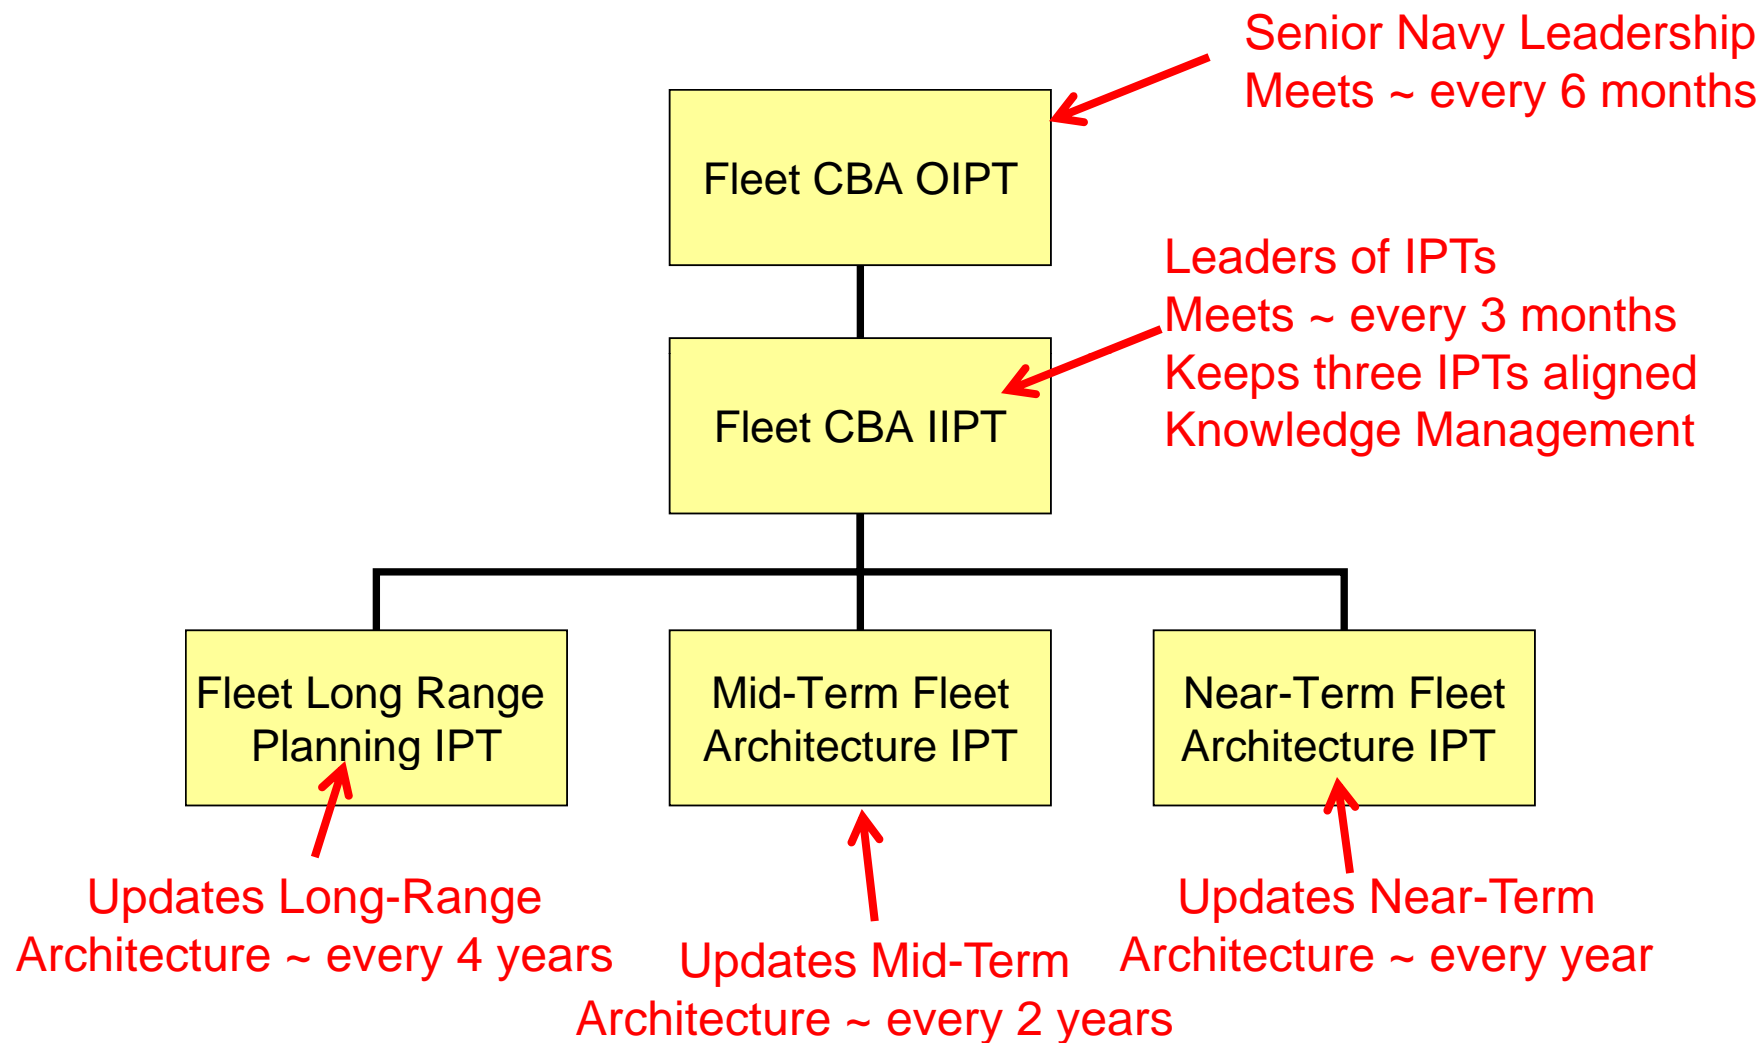 Senior Navy Leadership
Meets ~ every 6 months
Fleet CBA OIPT
Leaders of IPTs
Meets ~ every 3 months
Keeps three IPTs aligned
Knowledge Management
Fleet CBA IIPT
Fleet Long Range
Planning IPT
Mid-Term Fleet
Architecture IPT
Near-Term Fleet
Architecture IPT
Updates Long-Range
Architecture ~ every 4 years
Updates Mid-Term
Architecture ~ every 2 years
Updates Near-Term
Architecture ~ every year